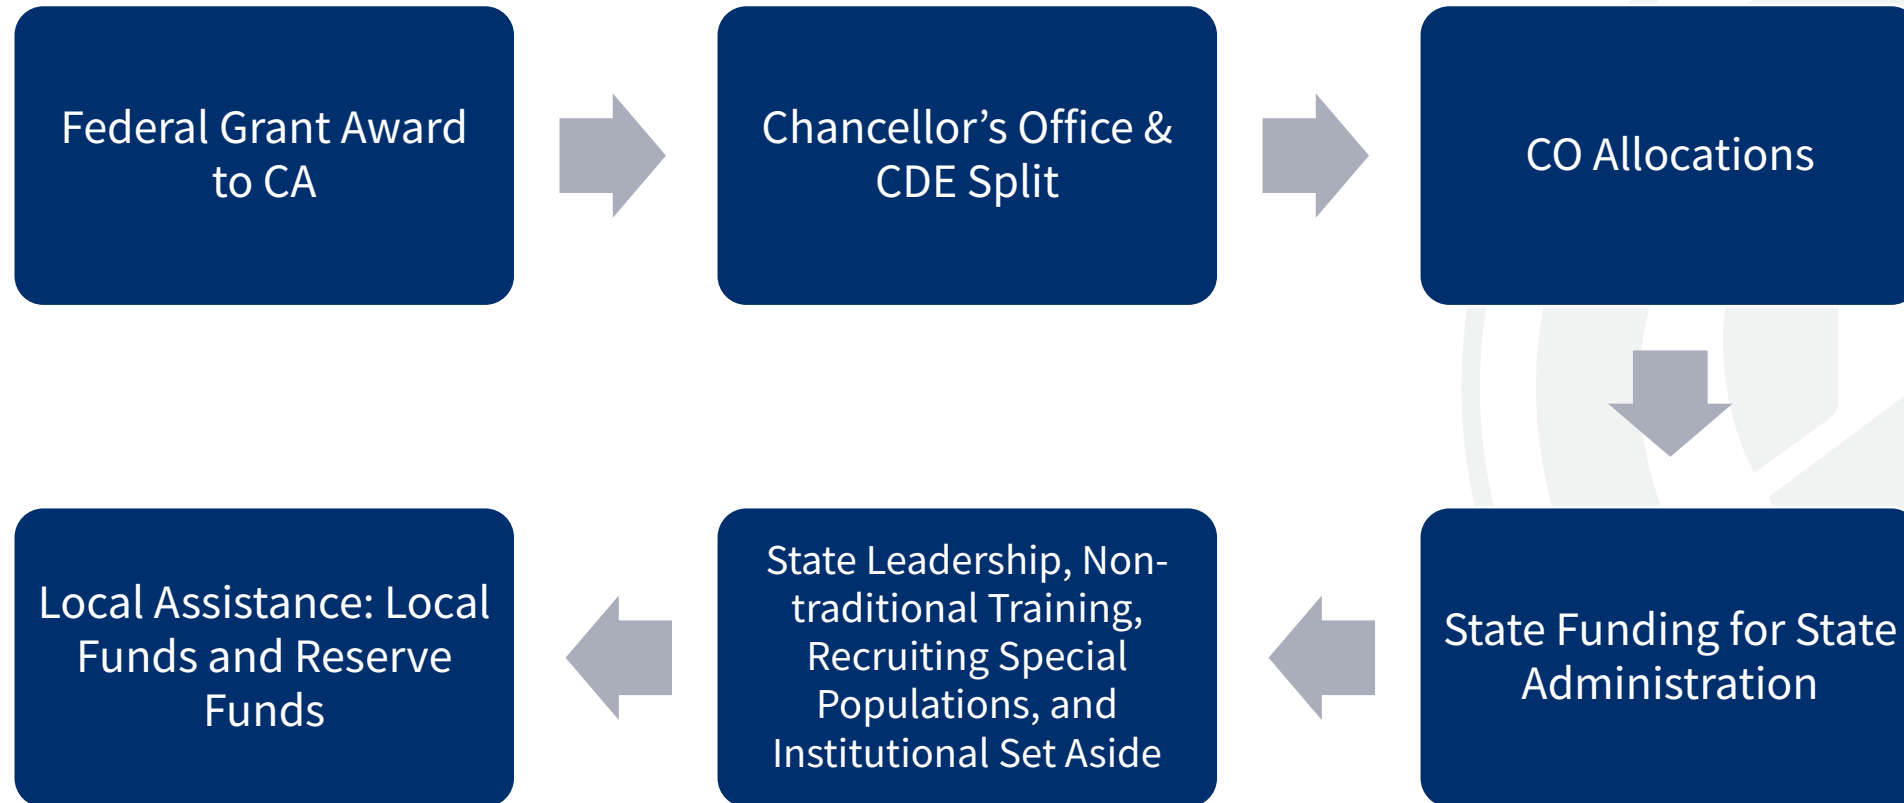 Federal Grant Award
to CA
Chancellor’s Office &
CDE Split
CO Allocations
State Funding for State
Administration
State Leadership, Non-
traditional Training,
Recruiting Special
Populations, and
Institutional Set Aside
Local Assistance: Local
Funds and Reserve
Funds